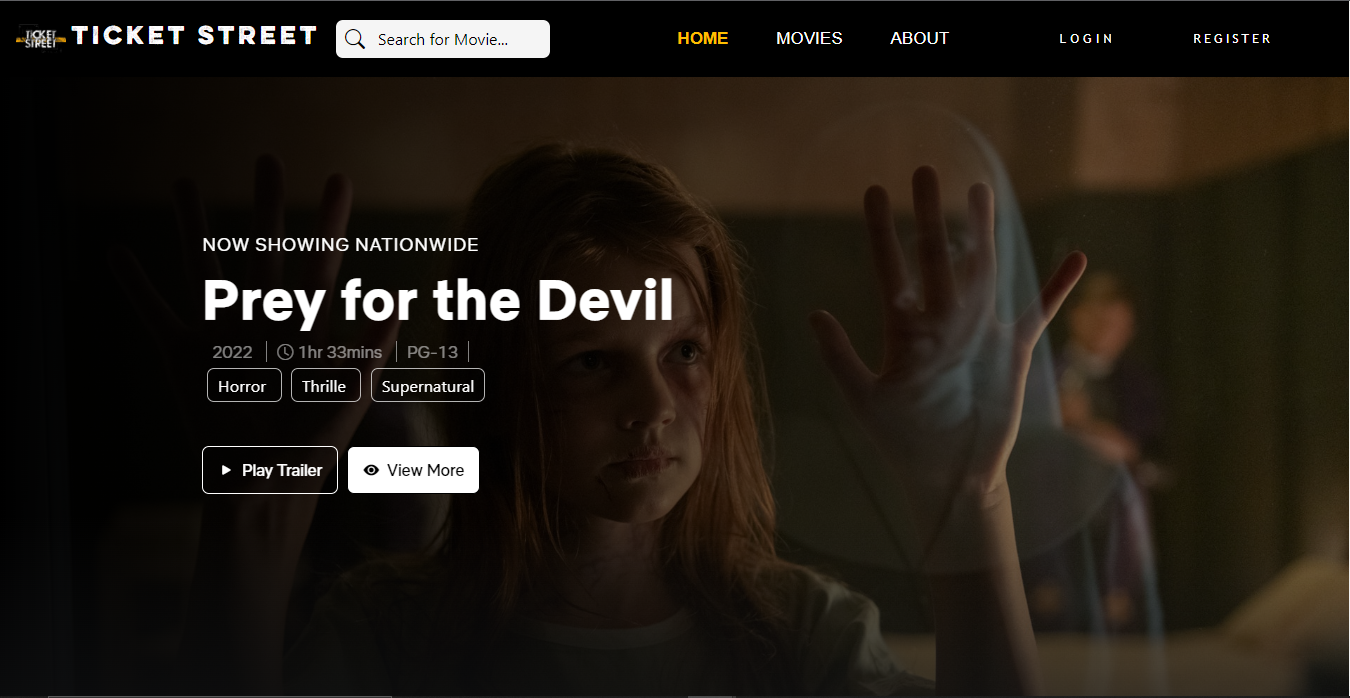 TICKET STREET
TICKET STREET
Search for Movie...
HOME
MOVIES
ABOUT
LOGIN
REGISTER
NOW SHOWING NATIONWIDE
Prey for the Devil
2022 | 1hr 33mins | PG-13 |
Horror
Thrille
Supernatural
Play Trailer
View More